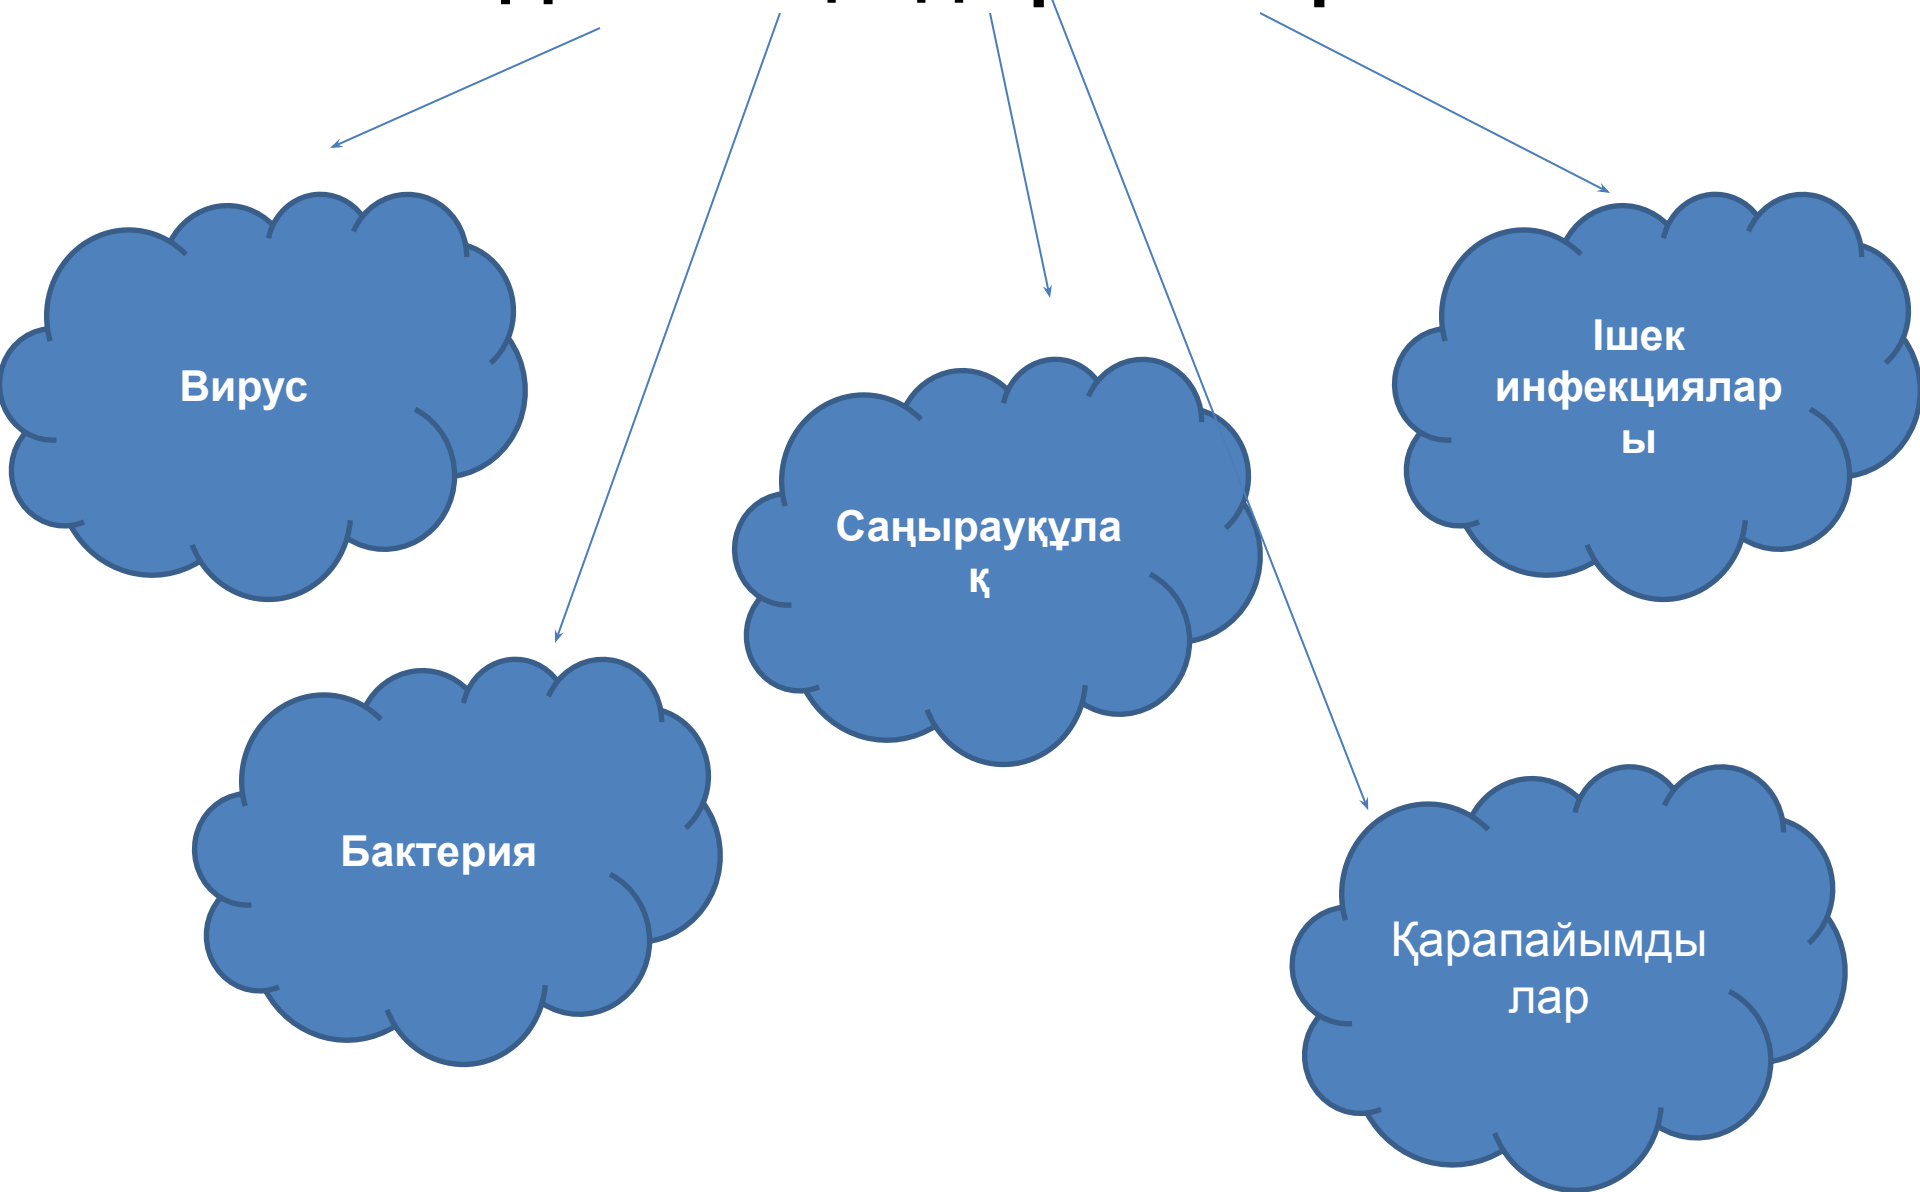 Вирус
Ішек
инфекциялар
ы
Саңырауқұла
қ
Бактерия
Қарапайымды
лар